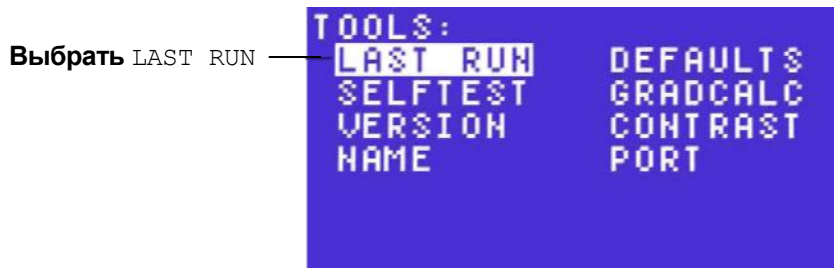 TOOLS:
Выбрать LAST RUN
LAST RUN DEFAULTS
SELFTEST GRADCALC
VERSION CONTRAST
NAME PORT